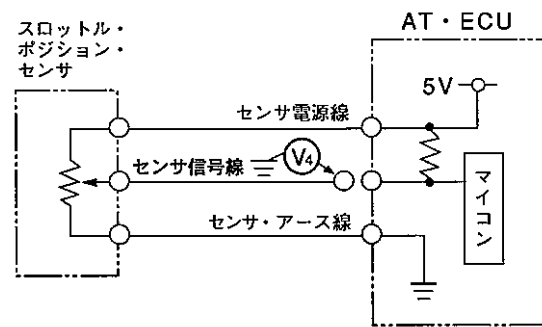 スロットル・
ポジション・
センサ
AT・ECU
5V
センサ電源線
センサ信号線
V4
センサ・アース線
マイコン